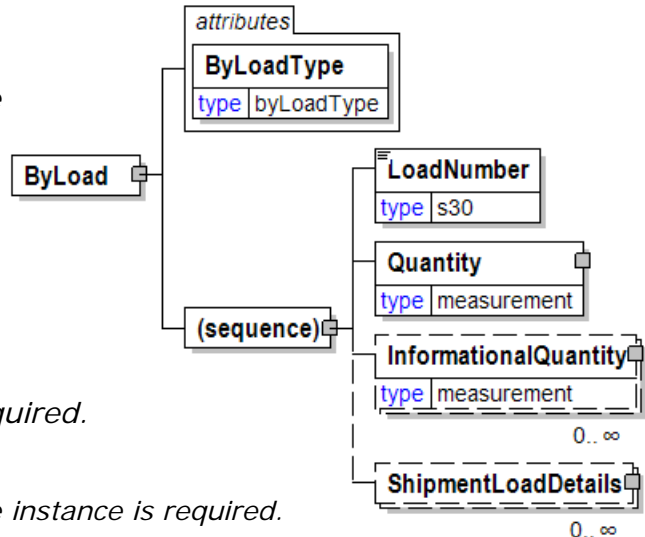 attributes
ByLoadType
type byLoadType
ByLoad
LoadNumber
type s30
Quantity
type measurement
(sequence)
InformationalQuantity
type measurement
0.. ∞
quired.
ShipmentLoadDetails
instance is required.
0.. ∞